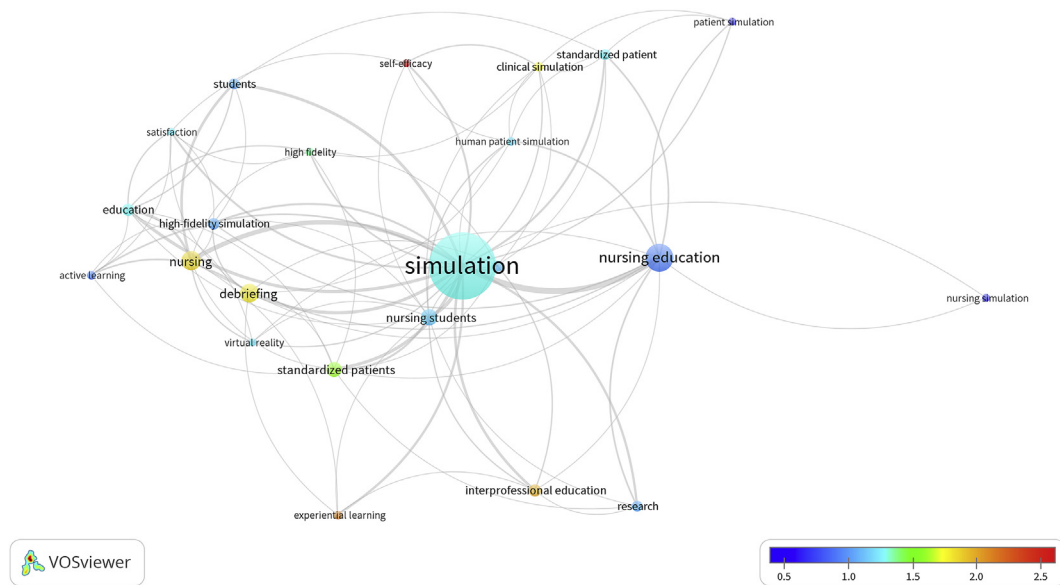 patient simulation
standardized patient
self-efficacy
clinical simulation
students
satisfaction
human patient simulation
high fidelity
education
high-fidelity simulation
nursing
simulation
nursing education
active learning
debriefing
nursing simulation
nursing students
virtual reality
standardized patients
interprofessional education
research
experiential learning
VOSviewer
0.5 1.0 1.5 2.0 2.5